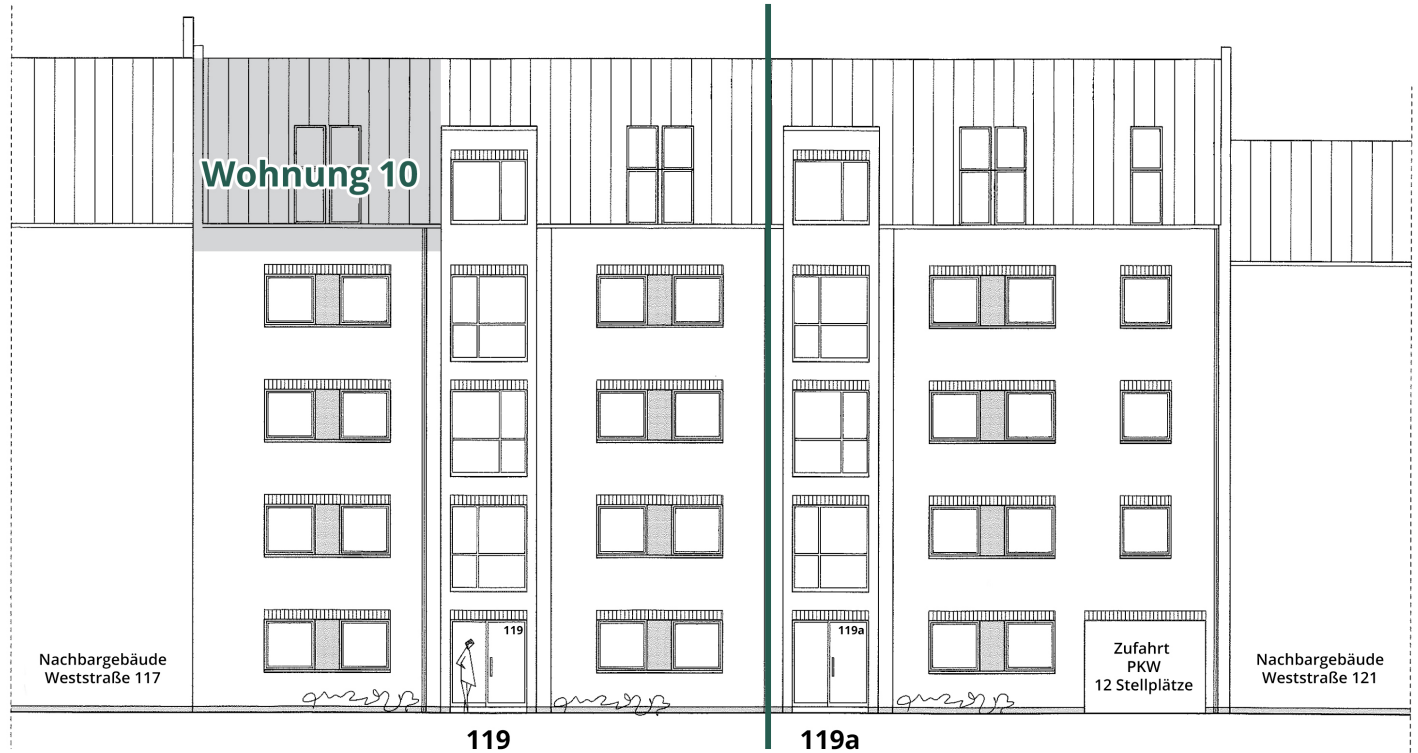 Wohnung 10
119
119a
Nachbargebäude
Weststraße 117
Zufahrt
PKW
12 Stellplätze
Nachbargebäude
Weststraße 121
119
119a